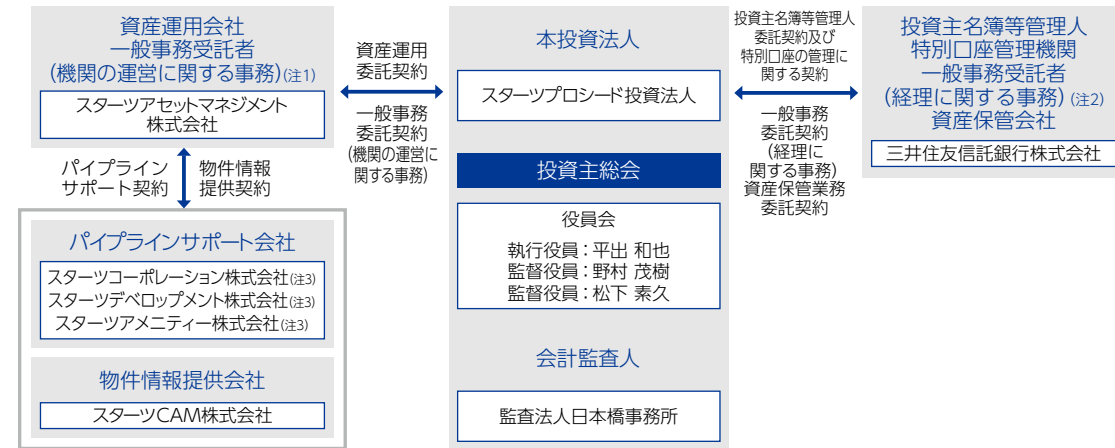 資産運用会社
一般事務受託者
(機関の運営に関する事務)(注1)
スターツアセットマネジメント
株式会社
パイプライン
サポート契約
物件情報
提供契約
パイプラインサポート会社
スターツコーポレーション株式会社(注3)
スターツデベロップメント株式会社(注3)
スターツアメニティー株式会社(注3)
物件情報提供会社
スターツCAM株式会社
資産運用
委託契約
一般事務
委託契約
(機関の運営に
関する事務)
本投資法人
スターツプロシード投資法人
投資主総会
役員会
執行役員：平出 和也
監督役員：野村 茂樹
監督役員：松下 素久
会計監査人
監査法人日本橋事務所
投資主名簿等管理人
委託契約及び
特別口座の管理に
関する契約
一般事務
委託契約
(経理に
関する事務)
資産保管業務
委託契約
投資主名簿等管理人
特別口座管理機関
一般事務受託者
(経理に関する事務)(注2)
資産保管会社
三井住友信託銀行株式会社